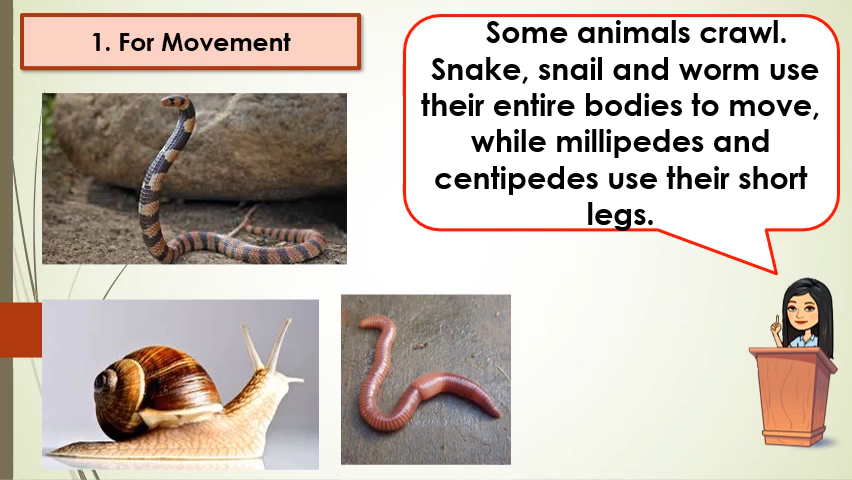 1. For Movement
Some animals crawl.
Snake, snail and worm use
their entire bodies to move,
while millipedes and
centipedes use their short
legs.